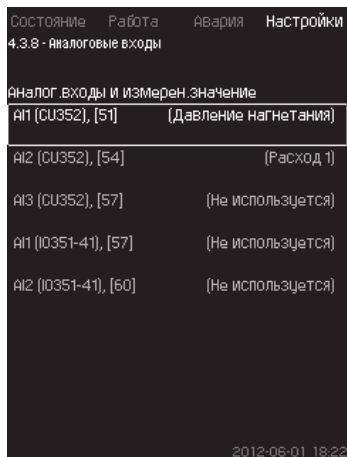 Состояние Работа Авария Настройки
4.3.8 - Аналоговые входы
Аналог.входы и измерен.значение
AI1 (CU352), [51] (Давление нагнетания)
AI2 (CU352), [54] (Расход 1)
AI3 (CU352), [57] (Не используется)
AI1 (IO351-41), [57] (Не используется)
AI2 (IO351-41), [60] (Не используется)
2012-06-01 18:22